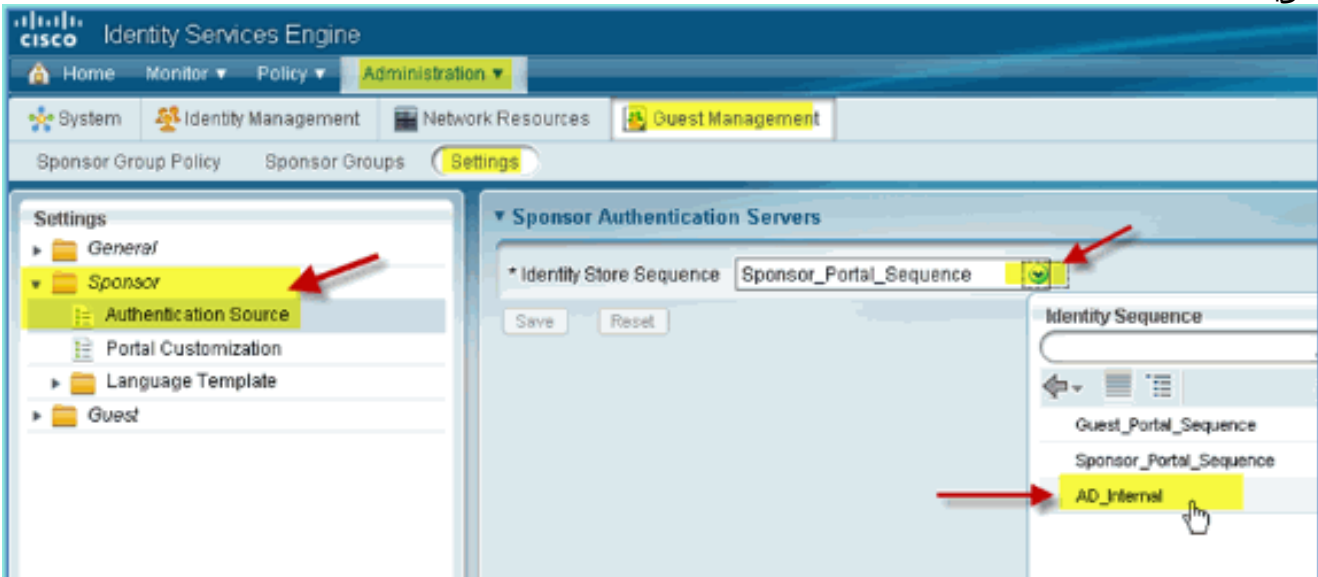 cisco Identity Services Engine
Home Monitor ▼ Policy ▼ Administration ▼
System Identity Management Network Resources Guest Management
Sponsor Group Policy Sponsor Groups Settings
Settings
General
Sponsor
Authentication Source
Portal Customization
Language Template
Guest
▼ Sponsor Authentication Servers
* Identity Store Sequence Sponsor_Portal_Sequence
Save Reset
Identity Sequence
Guest_Portal_Sequence
Sponsor_Portal_Sequence
AD_Internal